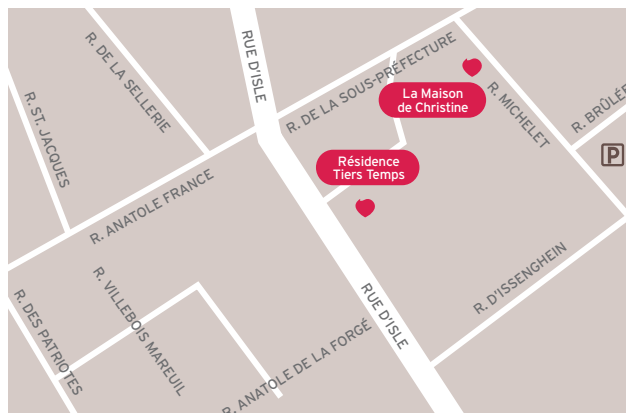 R. DE LA SELLERIE
RUE D'ISLE
R. DE LA SOUS-PRÉFECTURE
La Maison
de Christine
R. MICHELET
R. BRÛLÉE
R. ST. JACQUES
P
Résidence
Tiers Temps
R. ANATOLE FRANCE
R. VILLEBOIS MAREUIL
R. DES PATRIOTES
RUE D'ISLE
R. D'ISSENGHEIN
R. ANATOLE DE LA FORGÉ